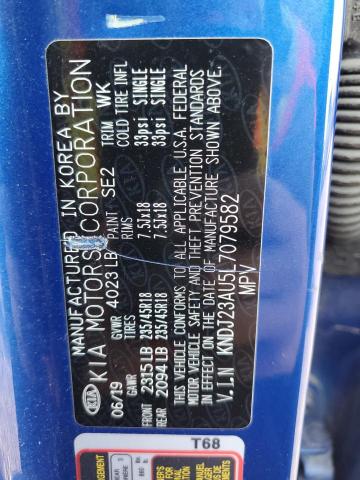 MANUFACTURED IN KOREA BY
KIA MOTORS CORPORATION
KIA
06/19 GVWR 4023 LB PAINT SE2 TRIM WK
GAWR TIRES RIMS COLD TIRE INFL
FRONT 2315 LB 235/45R18 7.5Jx18 33psi SINGLE
REAR 2094 LB 235/45R18 7.5Jx18 33psi SINGLE
THIS VEHICLE CONFORMS TO ALL APPLICABLE U.S.A. FEDERAL
MOTOR VEHICLE SAFETY AND THEFT PREVENTION STANDARDS
IN EFFECT ON THE DATE OF MANUFACTURE SHOWN ABOVE.
V.I.N KNDJ23AU5L7079582
MPV
T68